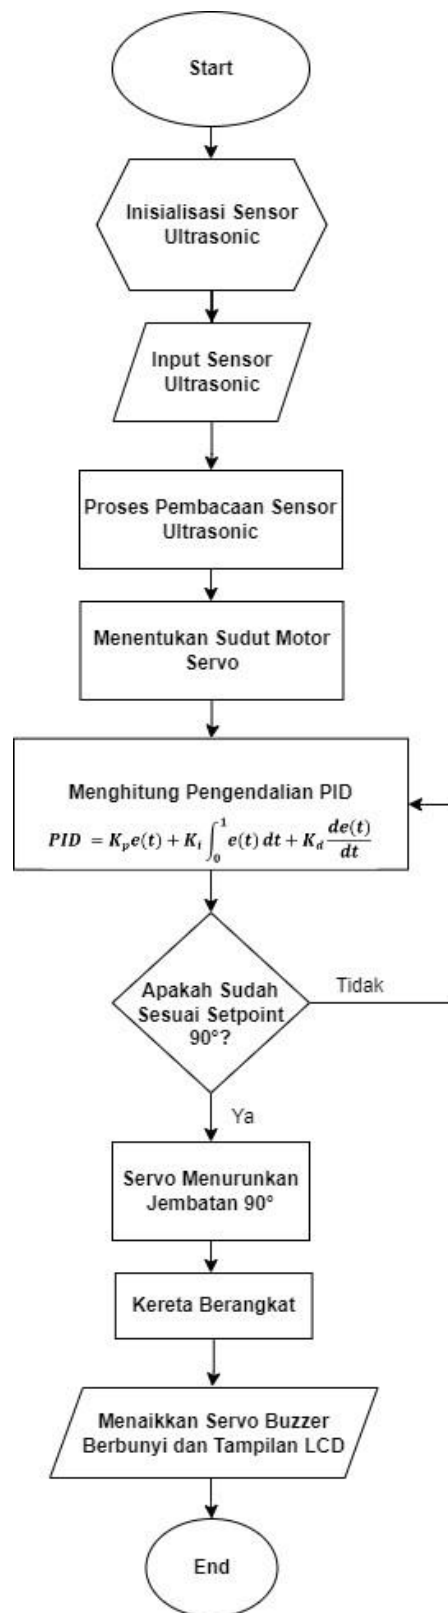 Start
Inisialisasi Sensor
Ultrasonic
Input Sensor
Ultrasonic
Proses Pembacaan Sensor
Ultrasonic
Menentukan Sudut Motor
Servo
Menghitung Pengendalian PID
PID = K_p e(t) + K_i ∫_0^1 e(t) dt + K_d de(t)/dt
Apakah Sudah
Sesuai Setpoint
90°?
Tidak
Ya
Servo Menurunkan
Jembatan 90°
Kereta Berangkat
Menaikkan Servo Buzzer
Berbunyi dan Tampilan LCD
End